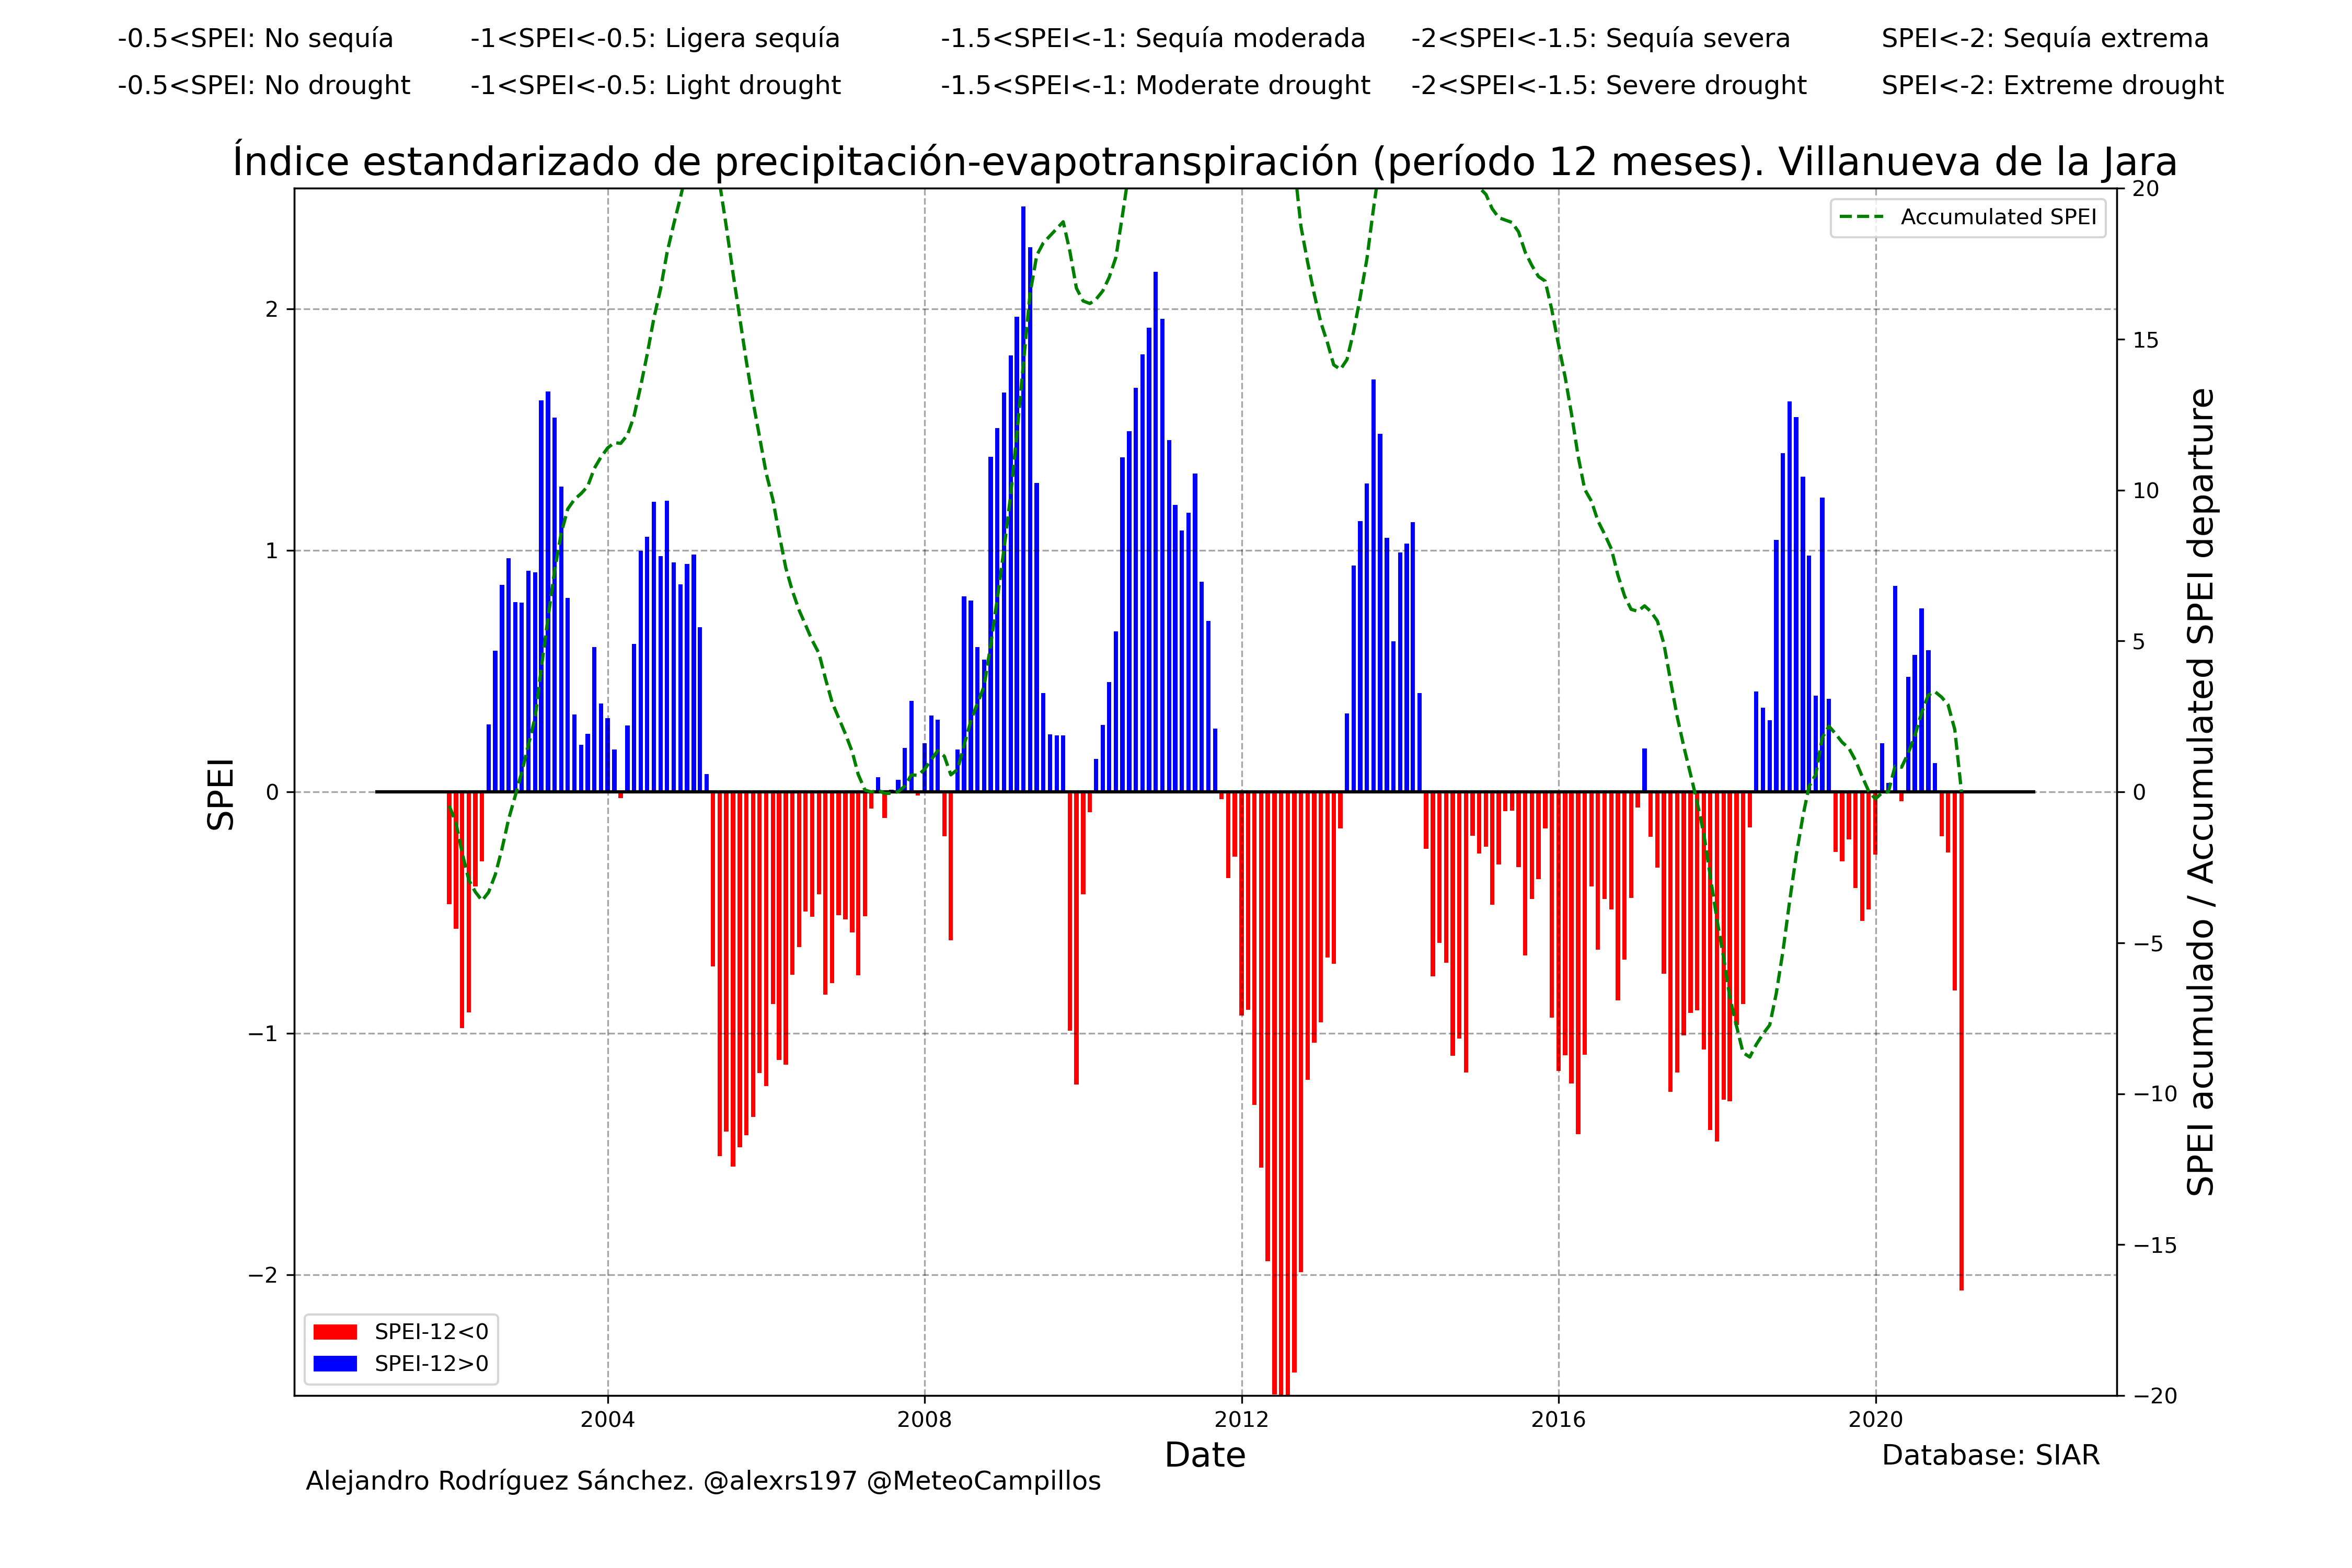 -0.5<SPEI: No sequía -1<SPEI<-0.5: Ligera sequía -1.5<SPEI<-1: Sequía moderada -2<SPEI<-1.5: Sequía severa SPEI<-2: Sequía extrema
-0.5<SPEI: No drought -1<SPEI<-0.5: Light drought -1.5<SPEI<-1: Moderate drought -2<SPEI<-1.5: Severe drought SPEI<-2: Extreme drought
Índice estandarizado de precipitación-evapotranspiración (período 12 meses). Villanueva de la Jara
Accumulated SPEI
SPEI
2
1
0
−1
−2
20
15
10
5
0
−5
−10
−15
−20
SPEI acumulado / Accumulated SPEI departure
SPEI-12<0
SPEI-12>0
2004 2008 2012 2016 2020
Date
Database: SIAR
Alejandro Rodríguez Sánchez. @alexrs197 @MeteoCampillos